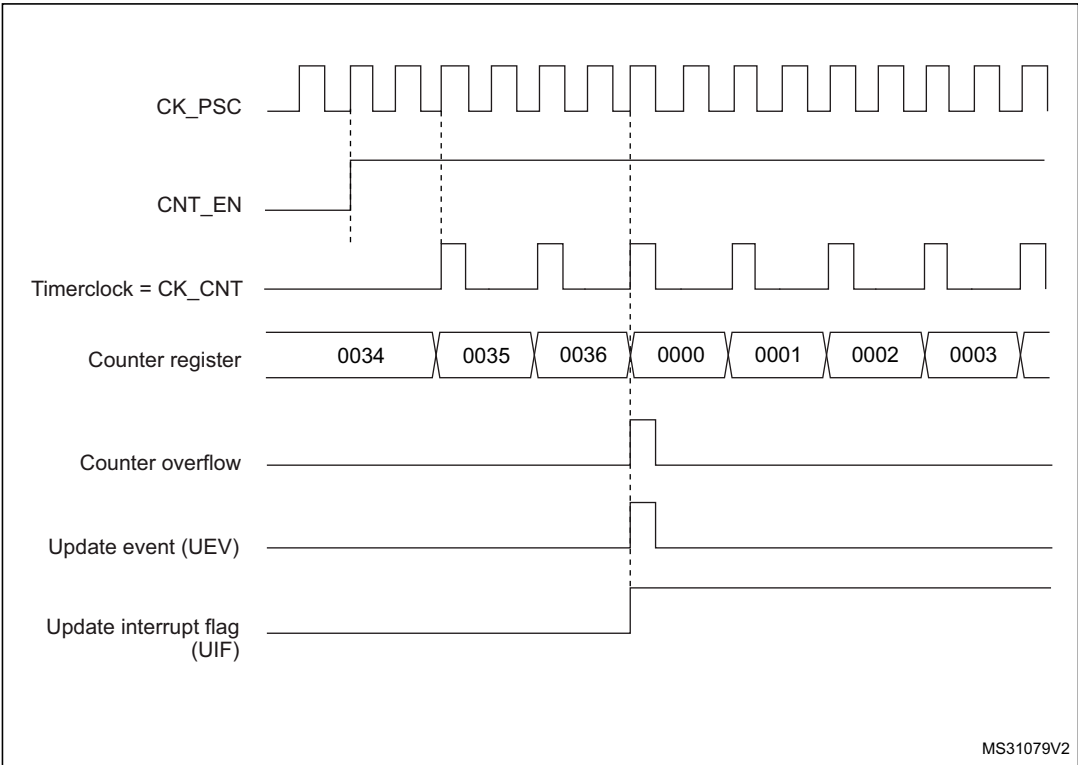 CK_PSC
CNT_EN
Timerclock = CK_CNT
Counter register
0034
0035
0036
0000
0001
0002
0003
Counter overflow
Update event (UEV)
Update interrupt flag
(UIF)
MS31079V2